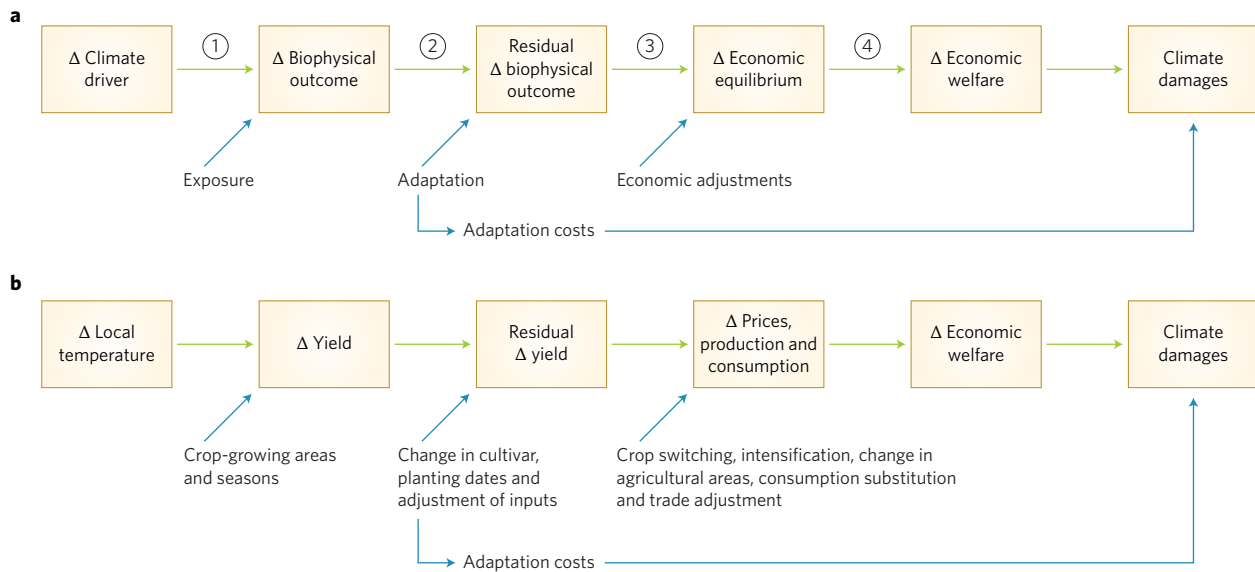 a
① ② ③ ④
Δ Climate
driver
Δ Biophysical
outcome
Residual
Δ biophysical
outcome
Δ Economic
equilibrium
Δ Economic
welfare
Climate
damages
Exposure
Adaptation
Economic adjustments
Adaptation costs
b
Δ Local
temperature
Δ Yield
Residual
Δ yield
Δ Prices,
production and
consumption
Δ Economic
welfare
Climate
damages
Crop-growing areas
and seasons
Change in cultivar,
planting dates and
adjustment of inputs
Crop switching, intensification, change in
agricultural areas, consumption substitution
and trade adjustment
Adaptation costs